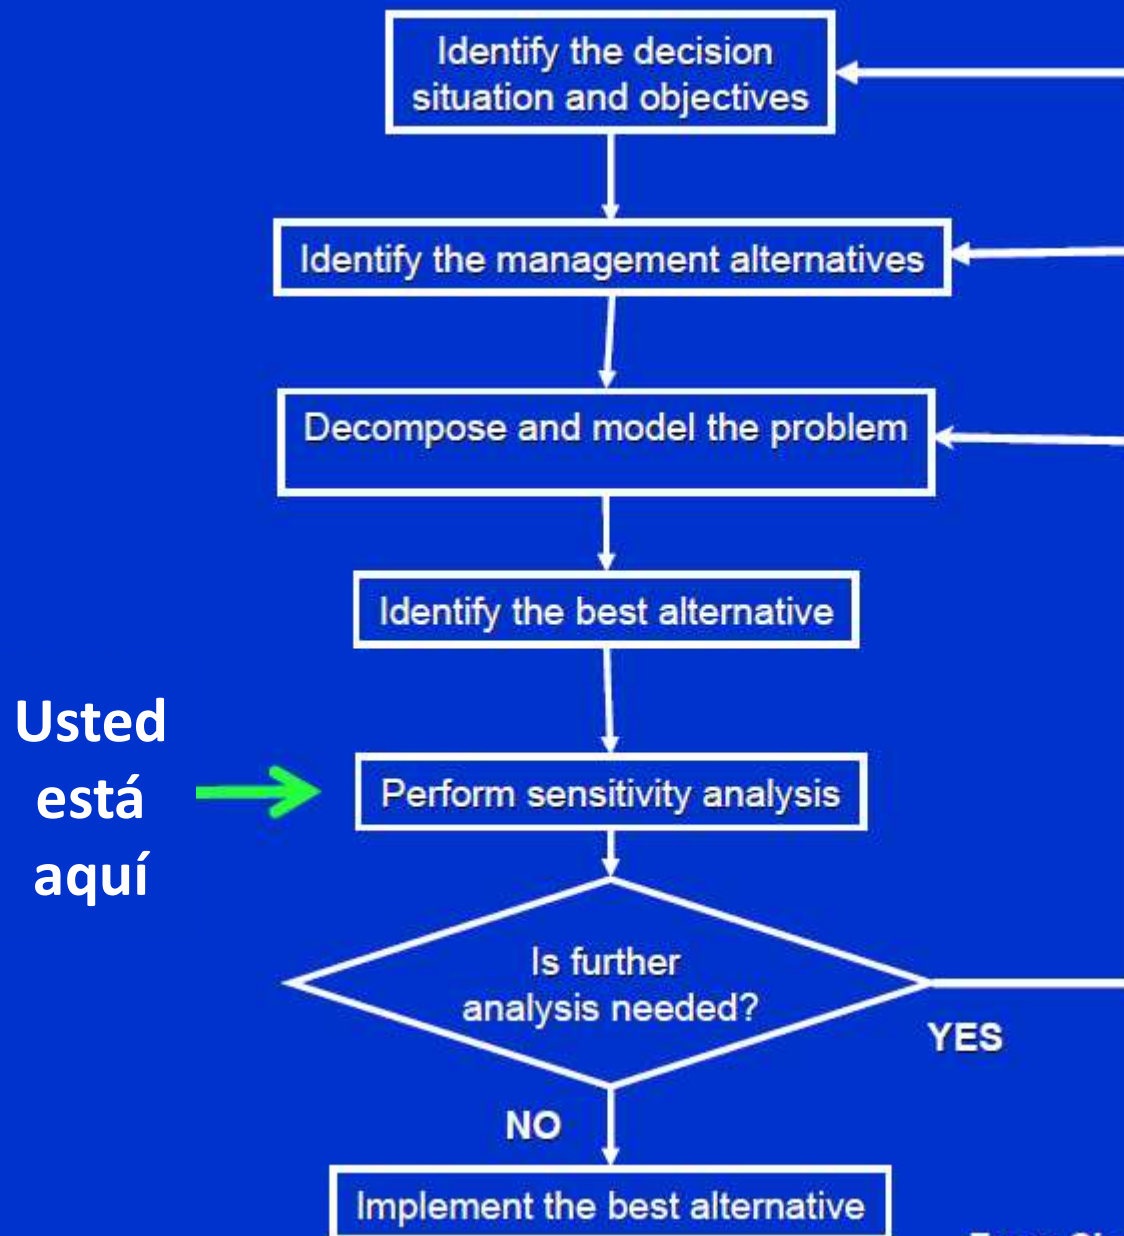 Identify the decision
situation and objectives
Identify the management alternatives
Decompose and model the problem
Identify the best alternative
Usted
está
aquí
Perform sensitivity analysis
Is further
analysis needed?
YES
NO
Implement the best alternative